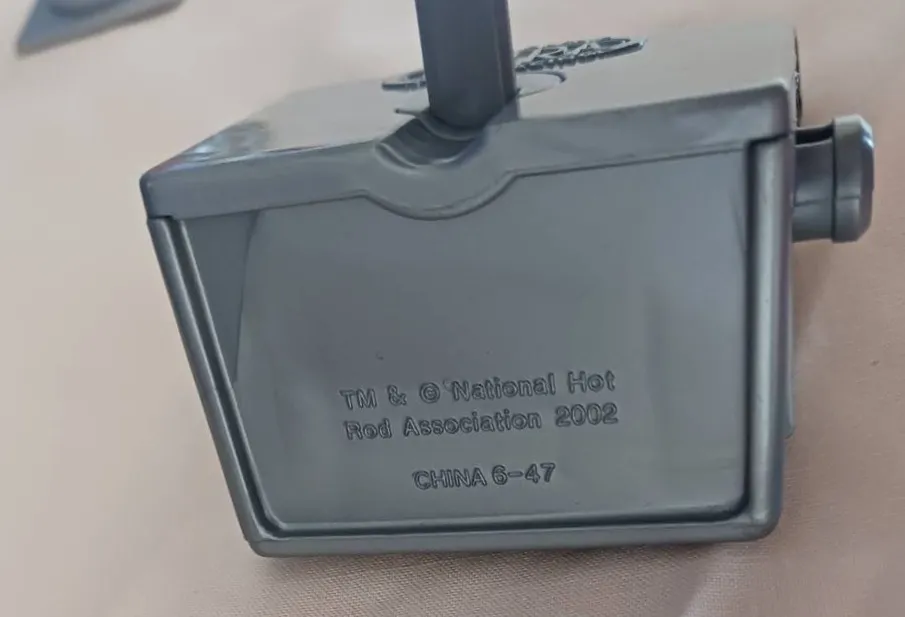 TM & © National Hot
Rod Association 2002
CHINA 6-47